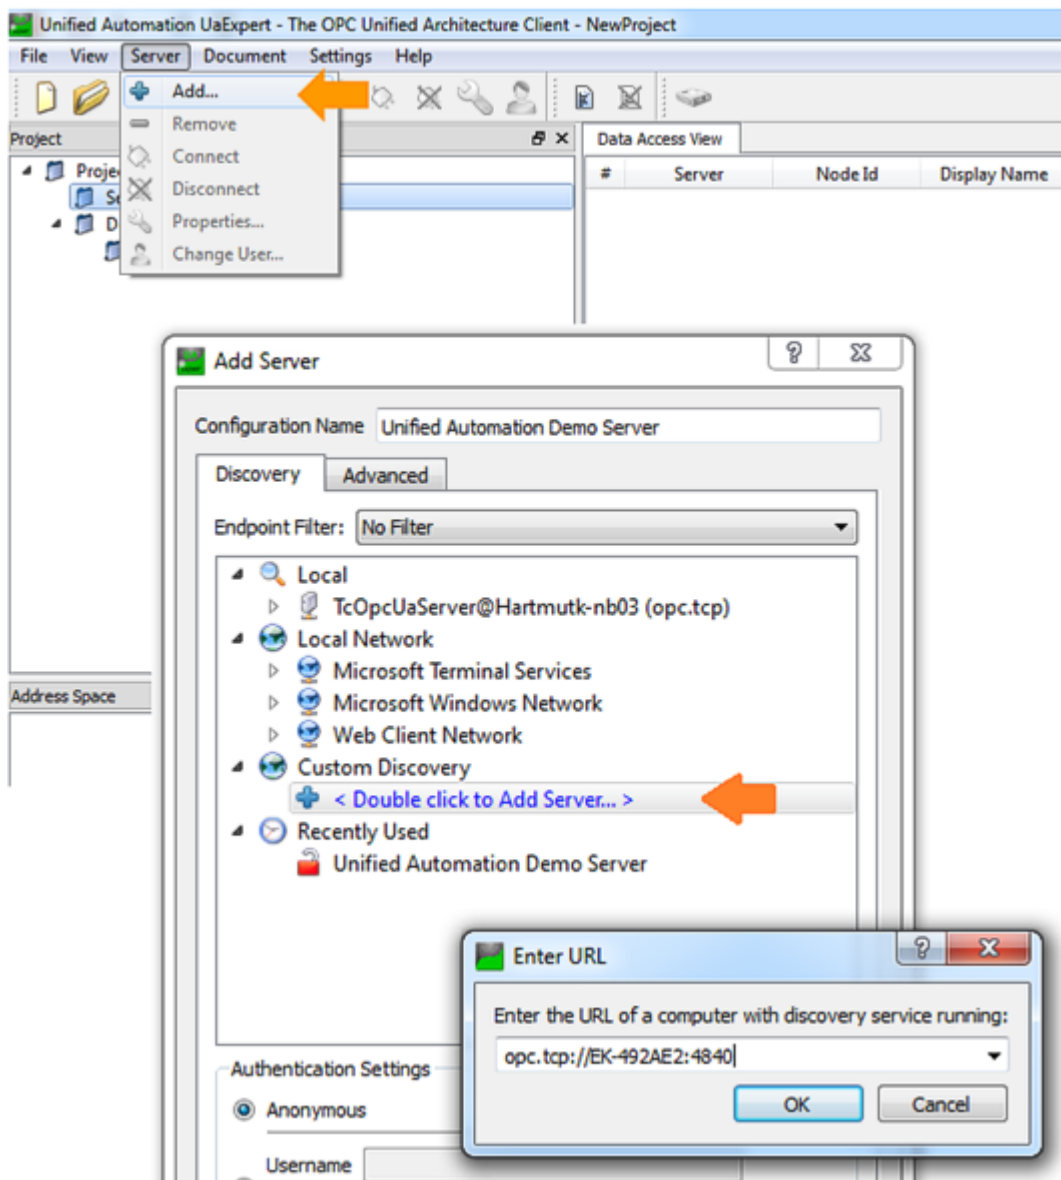 Unified Automation UaExpert - The OPC Unified Architecture Client - NewProject
File View Server Document Settings Help
Add...
Remove
Connect
Disconnect
Properties...
Change User...
Project
Data Access View
# Server Node Id Display Name
Address Space
Add Server
Configuration Name Unified Automation Demo Server
Discovery Advanced
Endpoint Filter: No Filter
Local
TcOpcUaServer@Hartmutk-nb03 (opc.tcp)
Local Network
Microsoft Terminal Services
Microsoft Windows Network
Web Client Network
Custom Discovery
< Double click to Add Server... >
Recently Used
Unified Automation Demo Server
Enter URL
Enter the URL of a computer with discovery service running:
opc.tcp://EK-492AE2:4840
OK Cancel
Authentication Settings
Anonymous
Username